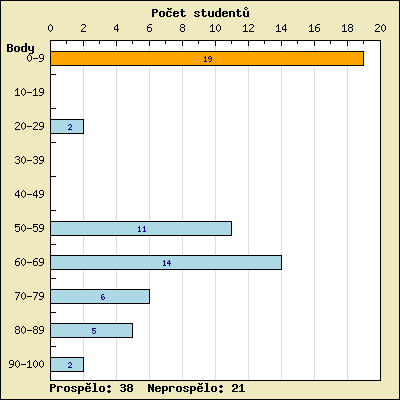 Počet studentů
0 2 4 6 8 10 12 14 16 18 20
Body
0-9 19
10-19
20-29 2
30-39
40-49
50-59 11
60-69 14
70-79 6
80-89 5
90-100 2
Prospělo: 38 Neprospělo: 21